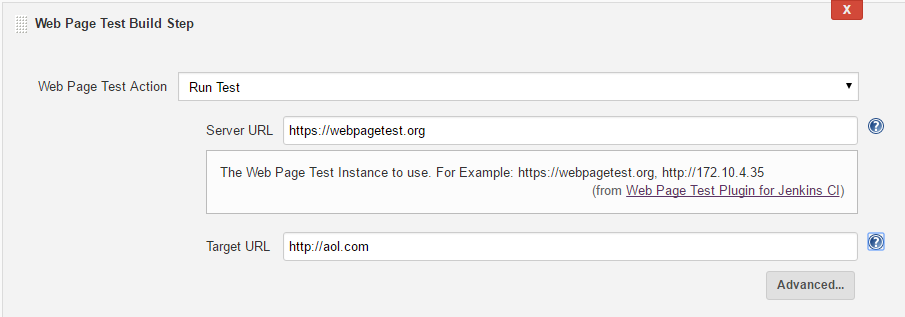 X
Web Page Test Build Step
Web Page Test Action Run Test
Server URL https://webpagetest.org ?
The Web Page Test Instance to use. For Example: https://webpagetest.org, http://172.10.4.35
(from Web Page Test Plugin for Jenkins CI)
Target URL http://aol.com ?
Advanced...